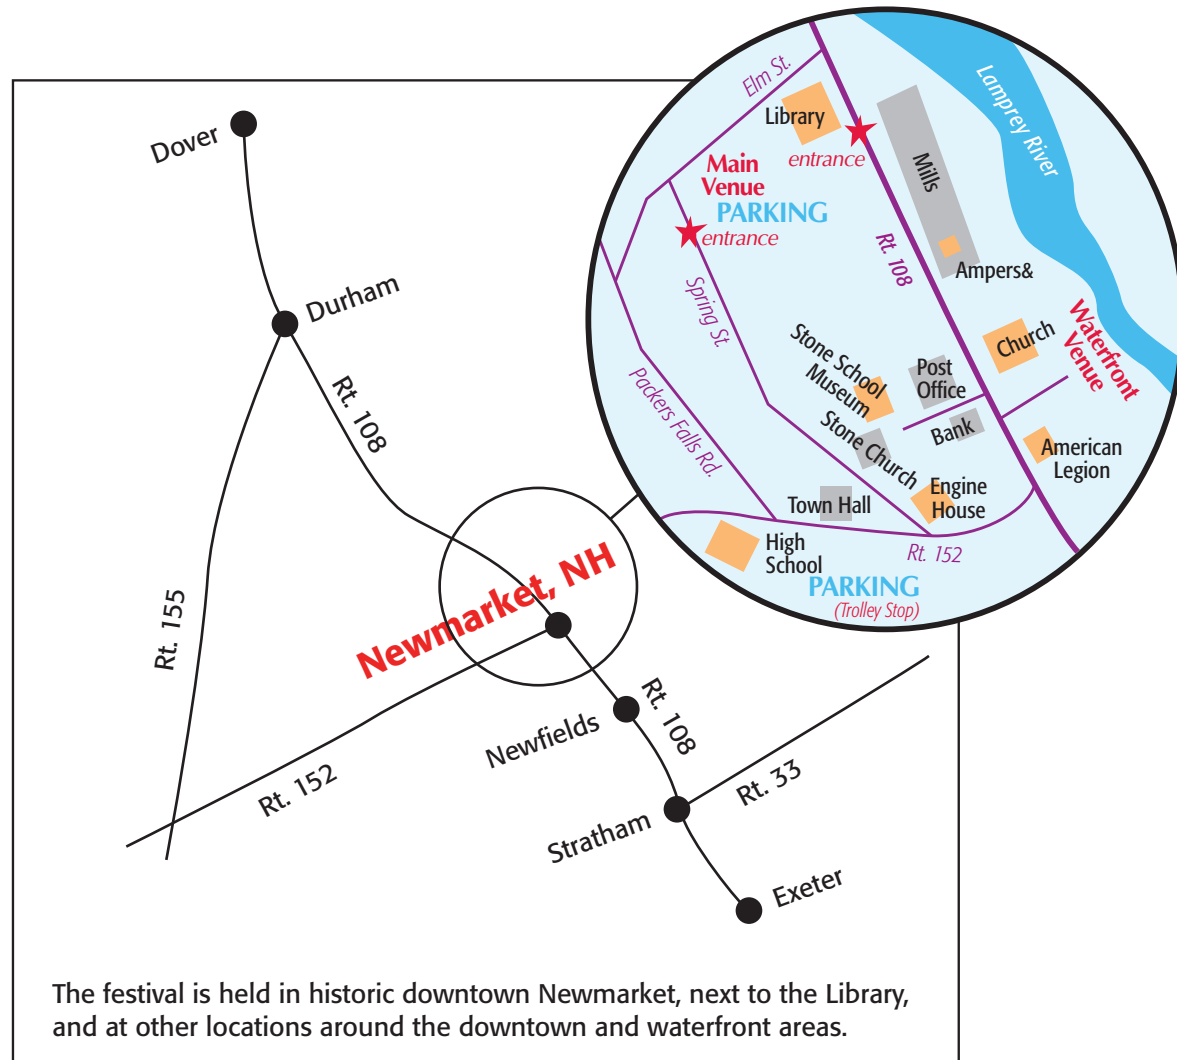 Elm St.
Lamprey River
Library
Dover
entrance
Mills
Main
Venue
PARKING
entrance
Rt. 108
Ampers&
Durham
Spring St.
Waterfront
Venue
Church
Stone School
Museum
Post
Office
Rt. 108
Packers Falls Rd.
Stone Church
Bank
American
Legion
Engine
House
Town Hall
Rt. 152
High
School
PARKING
(Trolley Stop)
Newmarket, NH
Rt. 155
Rt. 108
Newfields
Rt. 152
Rt. 33
Stratham
Exeter
The festival is held in historic downtown Newmarket, next to the Library,
and at other locations around the downtown and waterfront areas.